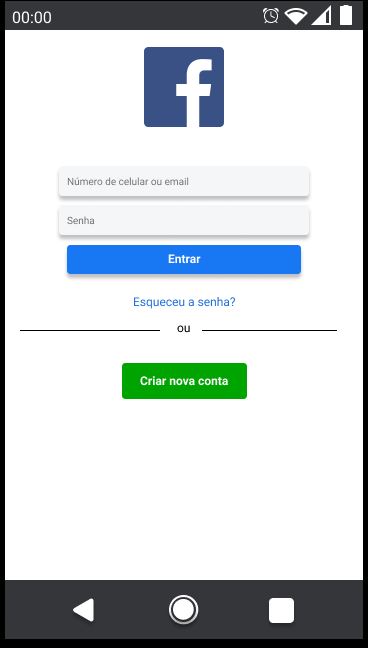 00:00
f
Número de celular ou email
Senha
Entrar
Esqueceu a senha?
ou
Criar nova conta